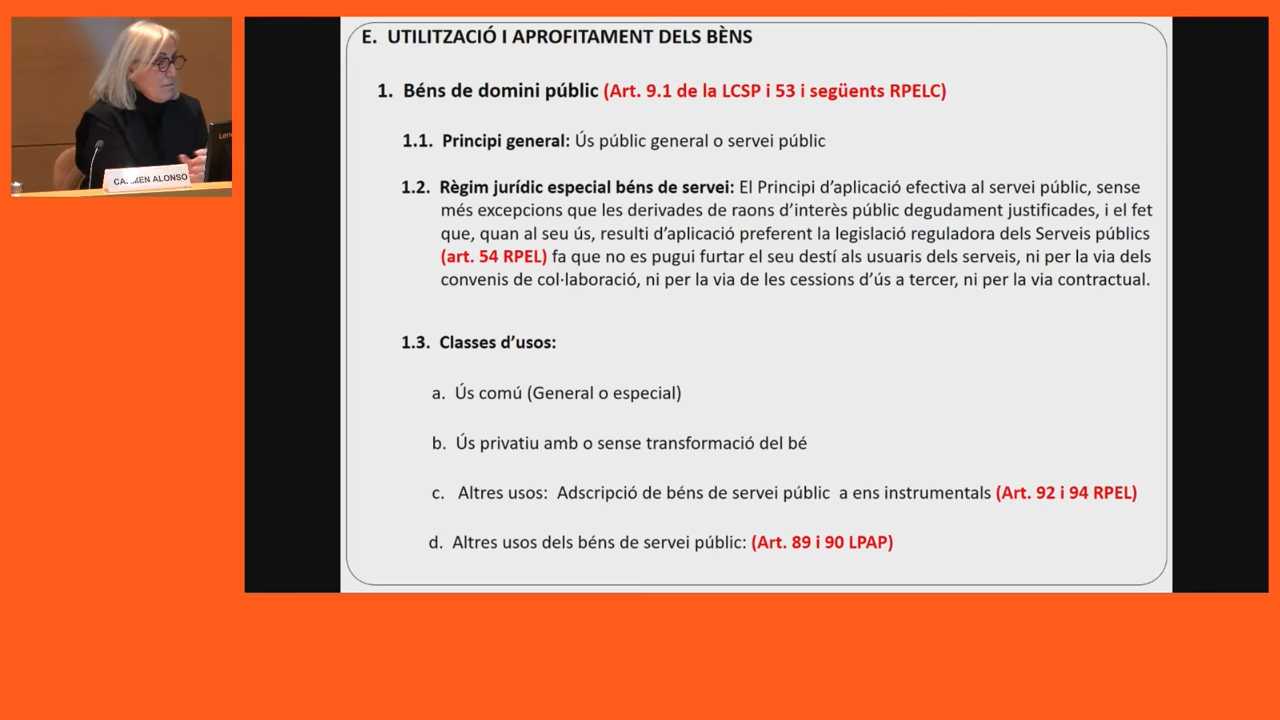 E. UTILITZACIÓ I APROFITAMENT DELS BÈNS
1. Béns de domini públic (Art. 9.1 de la LCSP i 53 i següents RPELC)
1.1. Principi general: Ús públic general o servei públic
1.2. Règim jurídic especial béns de servei: El Principi d’aplicació efectiva al servei públic, sense
més excepcions que les derivades de raons d’interès públic degudament justificades, i el fet
que, quan al seu ús, resulti d’aplicació preferent la legislació reguladora dels Serveis públics
(art. 54 RPEL) fa que no es pugui furtar el seu destí als usuaris dels serveis, ni per la via dels
convenis de col·laboració, ni per la via de les cessions d’ús a tercer, ni per la via contractual.
1.3. Classes d’usos:
a. Ús comú (General o especial)
b. Ús privatiu amb o sense transformació del bé
c. Altres usos: Adscripció de béns de servei públic a ens instrumentals (Art. 92 i 94 RPEL)
d. Altres usos dels béns de servei públic: (Art. 89 i 90 LPAP)
CARMEN ALONSO